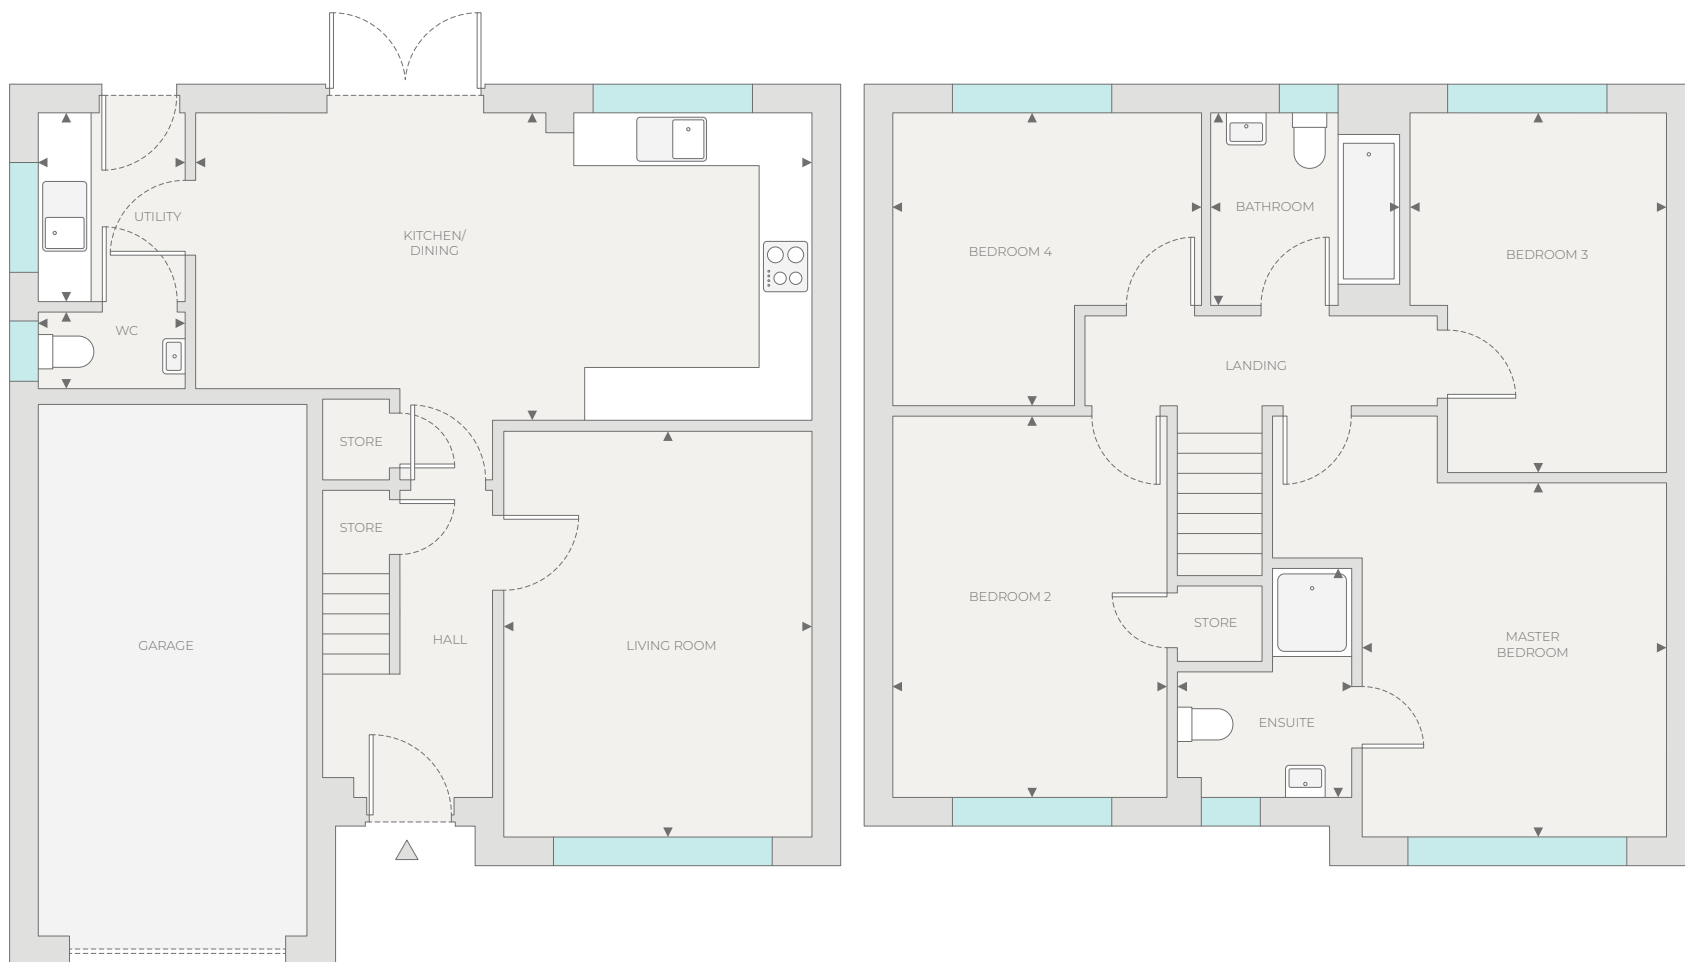 UTILITY
KITCHEN/
DINING
WC
STORE
STORE
GARAGE
HALL
LIVING ROOM
BEDROOM 4
BATHROOM
BEDROOM 3
LANDING
BEDROOM 2
STORE
MASTER
BEDROOM
ENSUITE